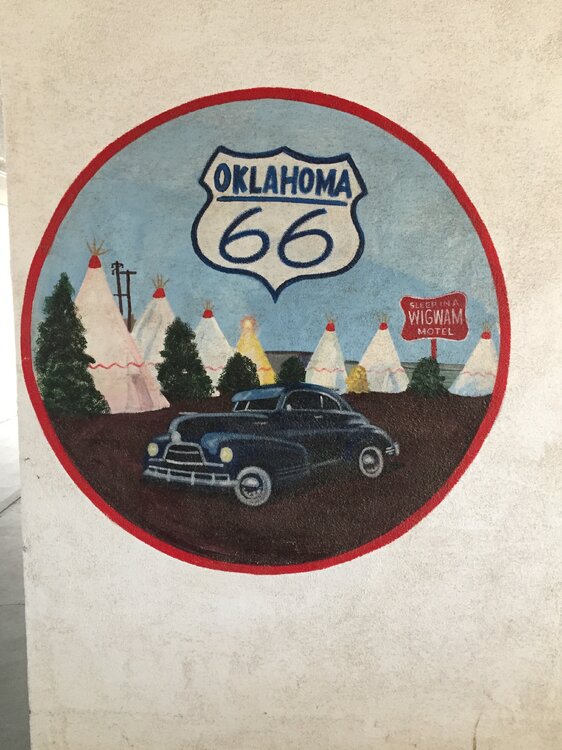 OKLAHOMA
66
SLEEP IN A
WIGWAM
MOTEL